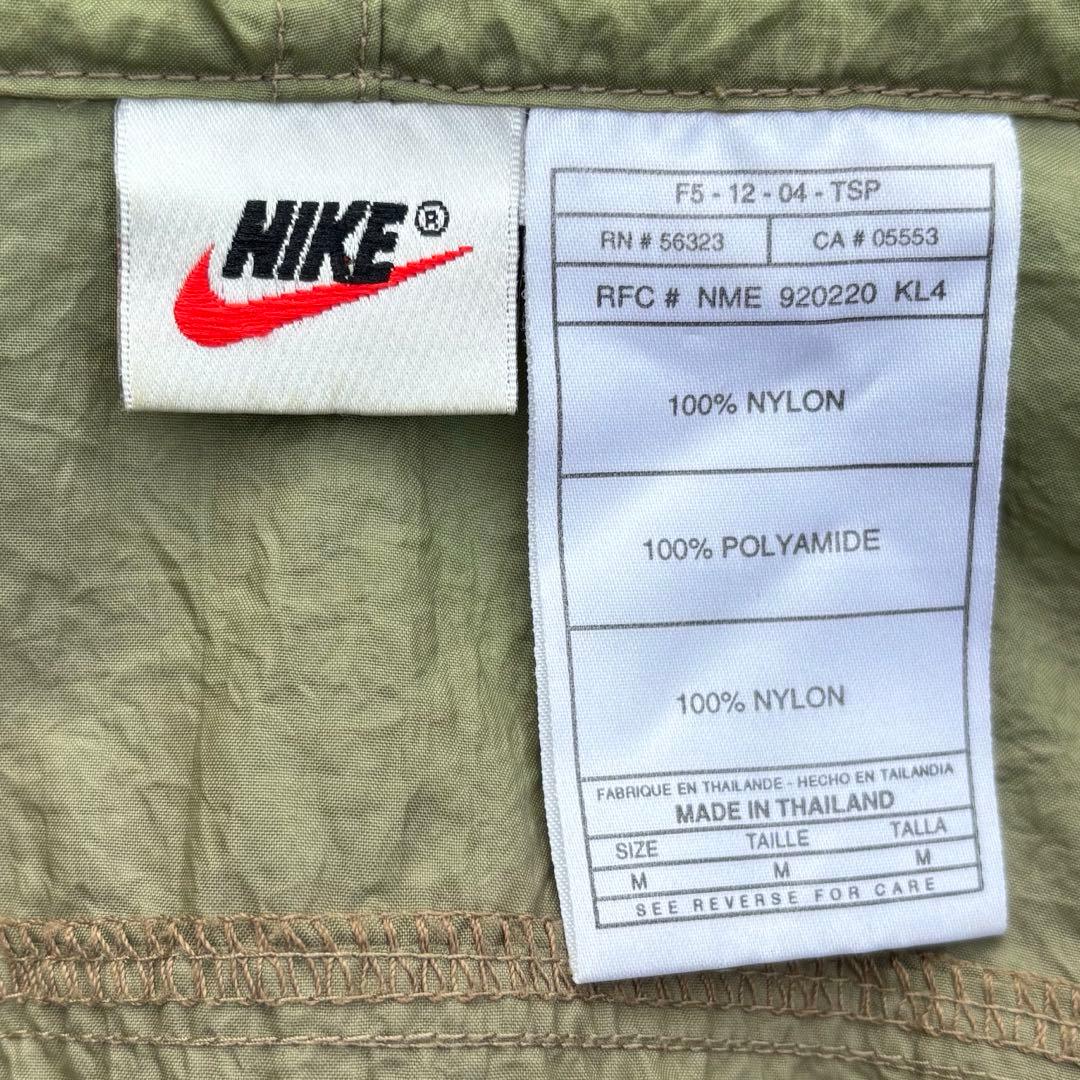 NIKE®
F5 - 12 - 04 - TSP
RN # 56323 CA # 05553
RFC # NME 920220 KL4
100% NYLON
100% POLYAMIDE
100% NYLON
FABRIQUE EN THAILANDE - HECHO EN TAILANDIA
MADE IN THAILAND
SIZE TAILLE TALLA
M M M
SEE REVERSE FOR CARE